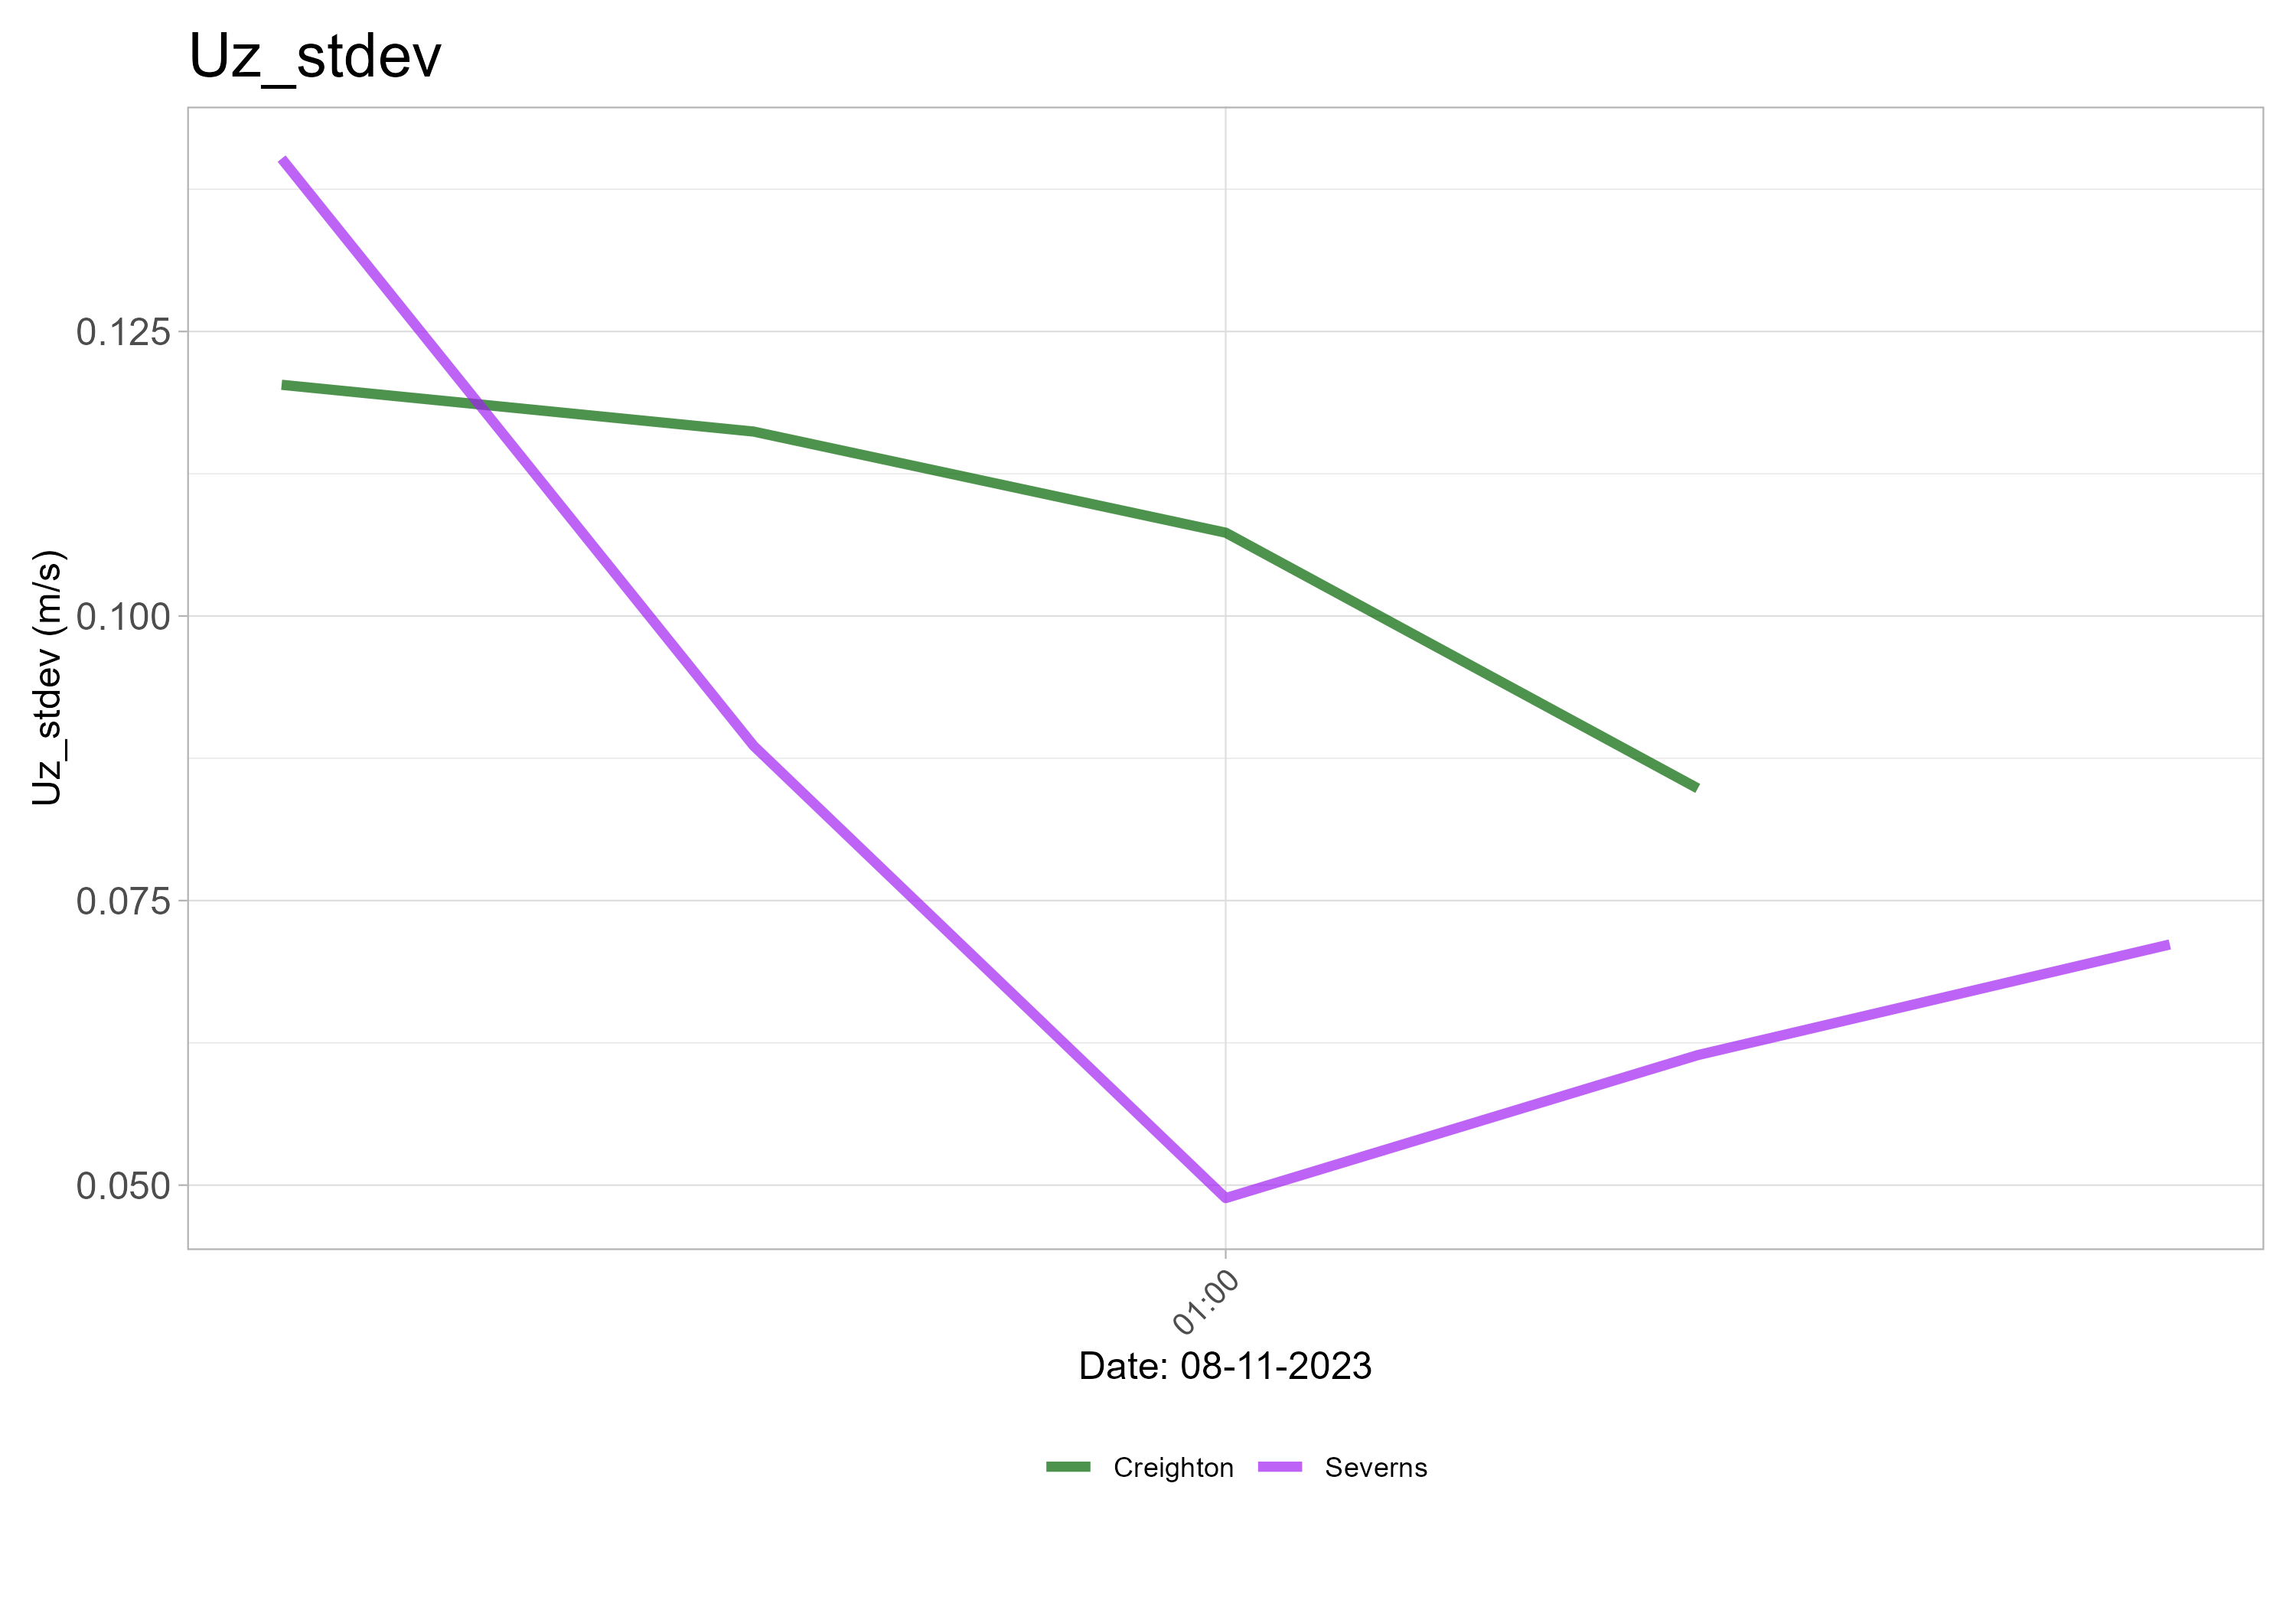 Uz_stdev
Uz_stdev (m/s)
0.125
0.100
0.075
0.050
01:00
Date: 08-11-2023
Creighton Severns